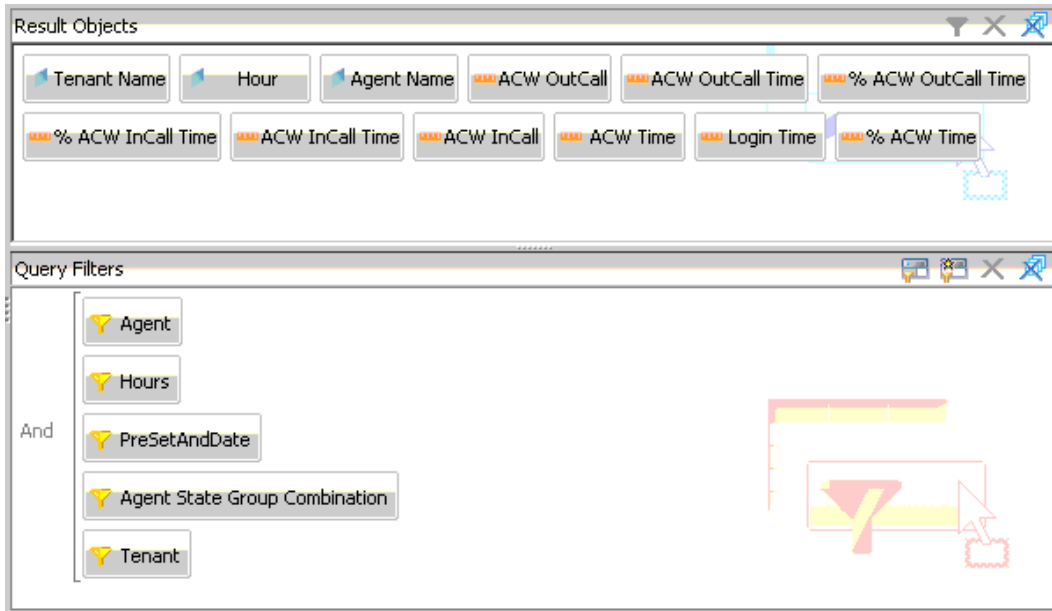 Result Objects
Tenant Name Hour Agent Name ACW OutCall ACW OutCall Time % ACW OutCall Time
% ACW InCall Time ACW InCall Time ACW InCall ACW Time Login Time % ACW Time
Query Filters
Agent
Hours
And
PreSetAndDate
Agent State Group Combination
Tenant